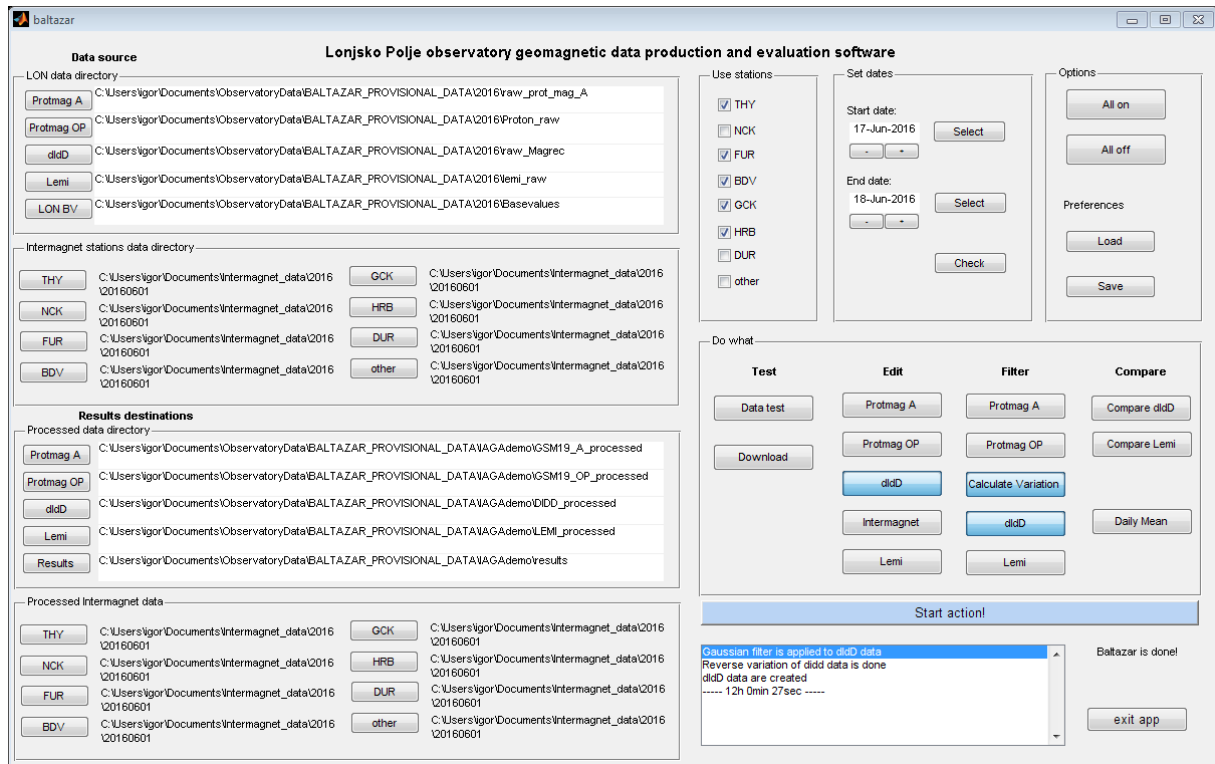 baltazar
Lonjsko Polje observatory geomagnetic data production and evaluation software
Data source
LON data directory
Protmag A C:\Users\igor\Documents\ObservatoryData\BALTAZAR_PROVISIONAL_DATA\2016\raw_prot_mag_A
Protmag OP C:\Users\igor\Documents\ObservatoryData\BALTAZAR_PROVISIONAL_DATA\2016\Proton_raw
dIdD C:\Users\igor\Documents\ObservatoryData\BALTAZAR_PROVISIONAL_DATA\2016\raw_Magrec
Lemi C:\Users\igor\Documents\ObservatoryData\BALTAZAR_PROVISIONAL_DATA\2016\lemi_raw
LON BV C:\Users\igor\Documents\ObservatoryData\BALTAZAR_PROVISIONAL_DATA\2016\Basevalues
Intermagnet stations data directory
THY C:\Users\igor\Documents\Intermagnet_data\2016
\20160601
NCK C:\Users\igor\Documents\Intermagnet_data\2016
\20160601
FUR C:\Users\igor\Documents\Intermagnet_data\2016
\20160601
BDV C:\Users\igor\Documents\Intermagnet_data\2016
\20160601
GCK C:\Users\igor\Documents\Intermagnet_data\2016
\20160601
HRB C:\Users\igor\Documents\Intermagnet_data\2016
\20160601
DUR C:\Users\igor\Documents\Intermagnet_data\2016
\20160601
other C:\Users\igor\Documents\Intermagnet_data\2016
\20160601
Results destinations
Processed data directory
Protmag A C:\Users\igor\Documents\ObservatoryData\BALTAZAR_PROVISIONAL_DATA\IAGAdemo\GSM19_A_processed
Protmag OP C:\Users\igor\Documents\ObservatoryData\BALTAZAR_PROVISIONAL_DATA\IAGAdemo\GSM19_OP_processed
dIdD C:\Users\igor\Documents\ObservatoryData\BALTAZAR_PROVISIONAL_DATA\IAGAdemo\DIDD_processed
Lemi C:\Users\igor\Documents\ObservatoryData\BALTAZAR_PROVISIONAL_DATA\IAGAdemo\LEMI_processed
Results C:\Users\igor\Documents\ObservatoryData\BALTAZAR_PROVISIONAL_DATA\IAGAdemo\results
Processed Intermagnet data
THY C:\Users\igor\Documents\Intermagnet_data\2016
\20160601
NCK C:\Users\igor\Documents\Intermagnet_data\2016
\20160601
FUR C:\Users\igor\Documents\Intermagnet_data\2016
\20160601
BDV C:\Users\igor\Documents\Intermagnet_data\2016
\20160601
GCK C:\Users\igor\Documents\Intermagnet_data\2016
\20160601
HRB C:\Users\igor\Documents\Intermagnet_data\2016
\20160601
DUR C:\Users\igor\Documents\Intermagnet_data\2016
\20160601
other C:\Users\igor\Documents\Intermagnet_data\2016
\20160601
Use stations
THY
NCK
FUR
BDV
GCK
HRB
DUR
other
Set dates
Start date:
17-Jun-2016 Select
- +
End date:
18-Jun-2016 Select
- +
Check
Options
All on
All off
Preferences
Load
Save
Do what
Test Edit Filter Compare
Data test Protmag A Protmag A Compare dIdD
Download Protmag OP Protmag OP Compare Lemi
dIdD Calculate Variation
Intermagnet dIdD Daily Mean
Lemi Lemi
Start action!
Gaussian filter is applied to dIdD data
Reverse variation of didd data is done
dIdD data are created
----- 12h 0min 27sec -----
Baltazar is done!
exit app